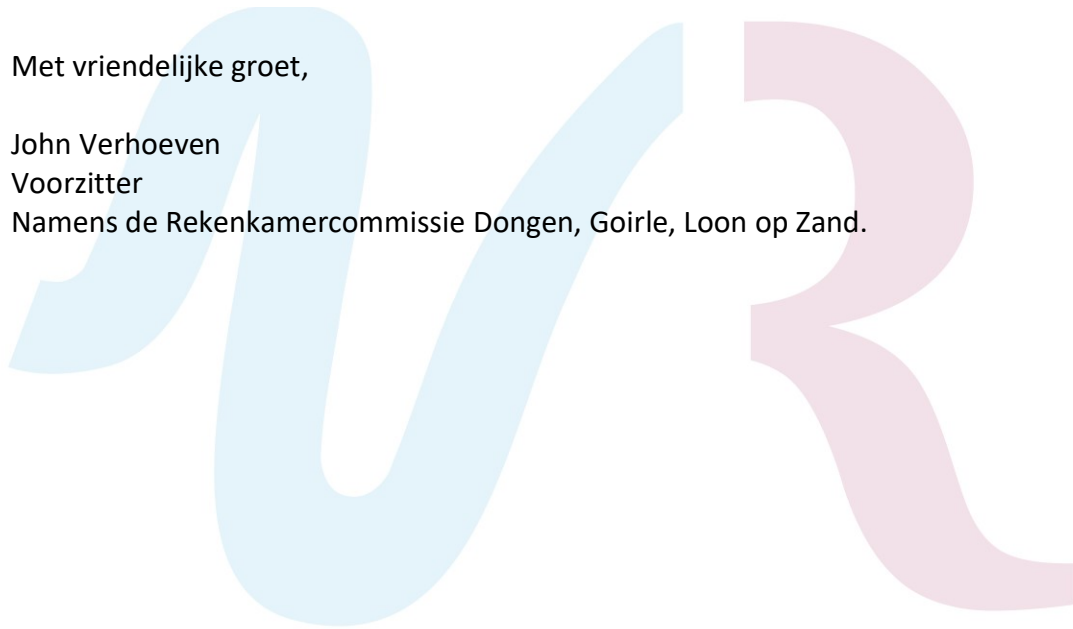 Met vriendelijke groet,
John Verhoeven
Voorzitter
Namens de Rekenkamercommissie Dongen, Goirle, Loon op Zand.